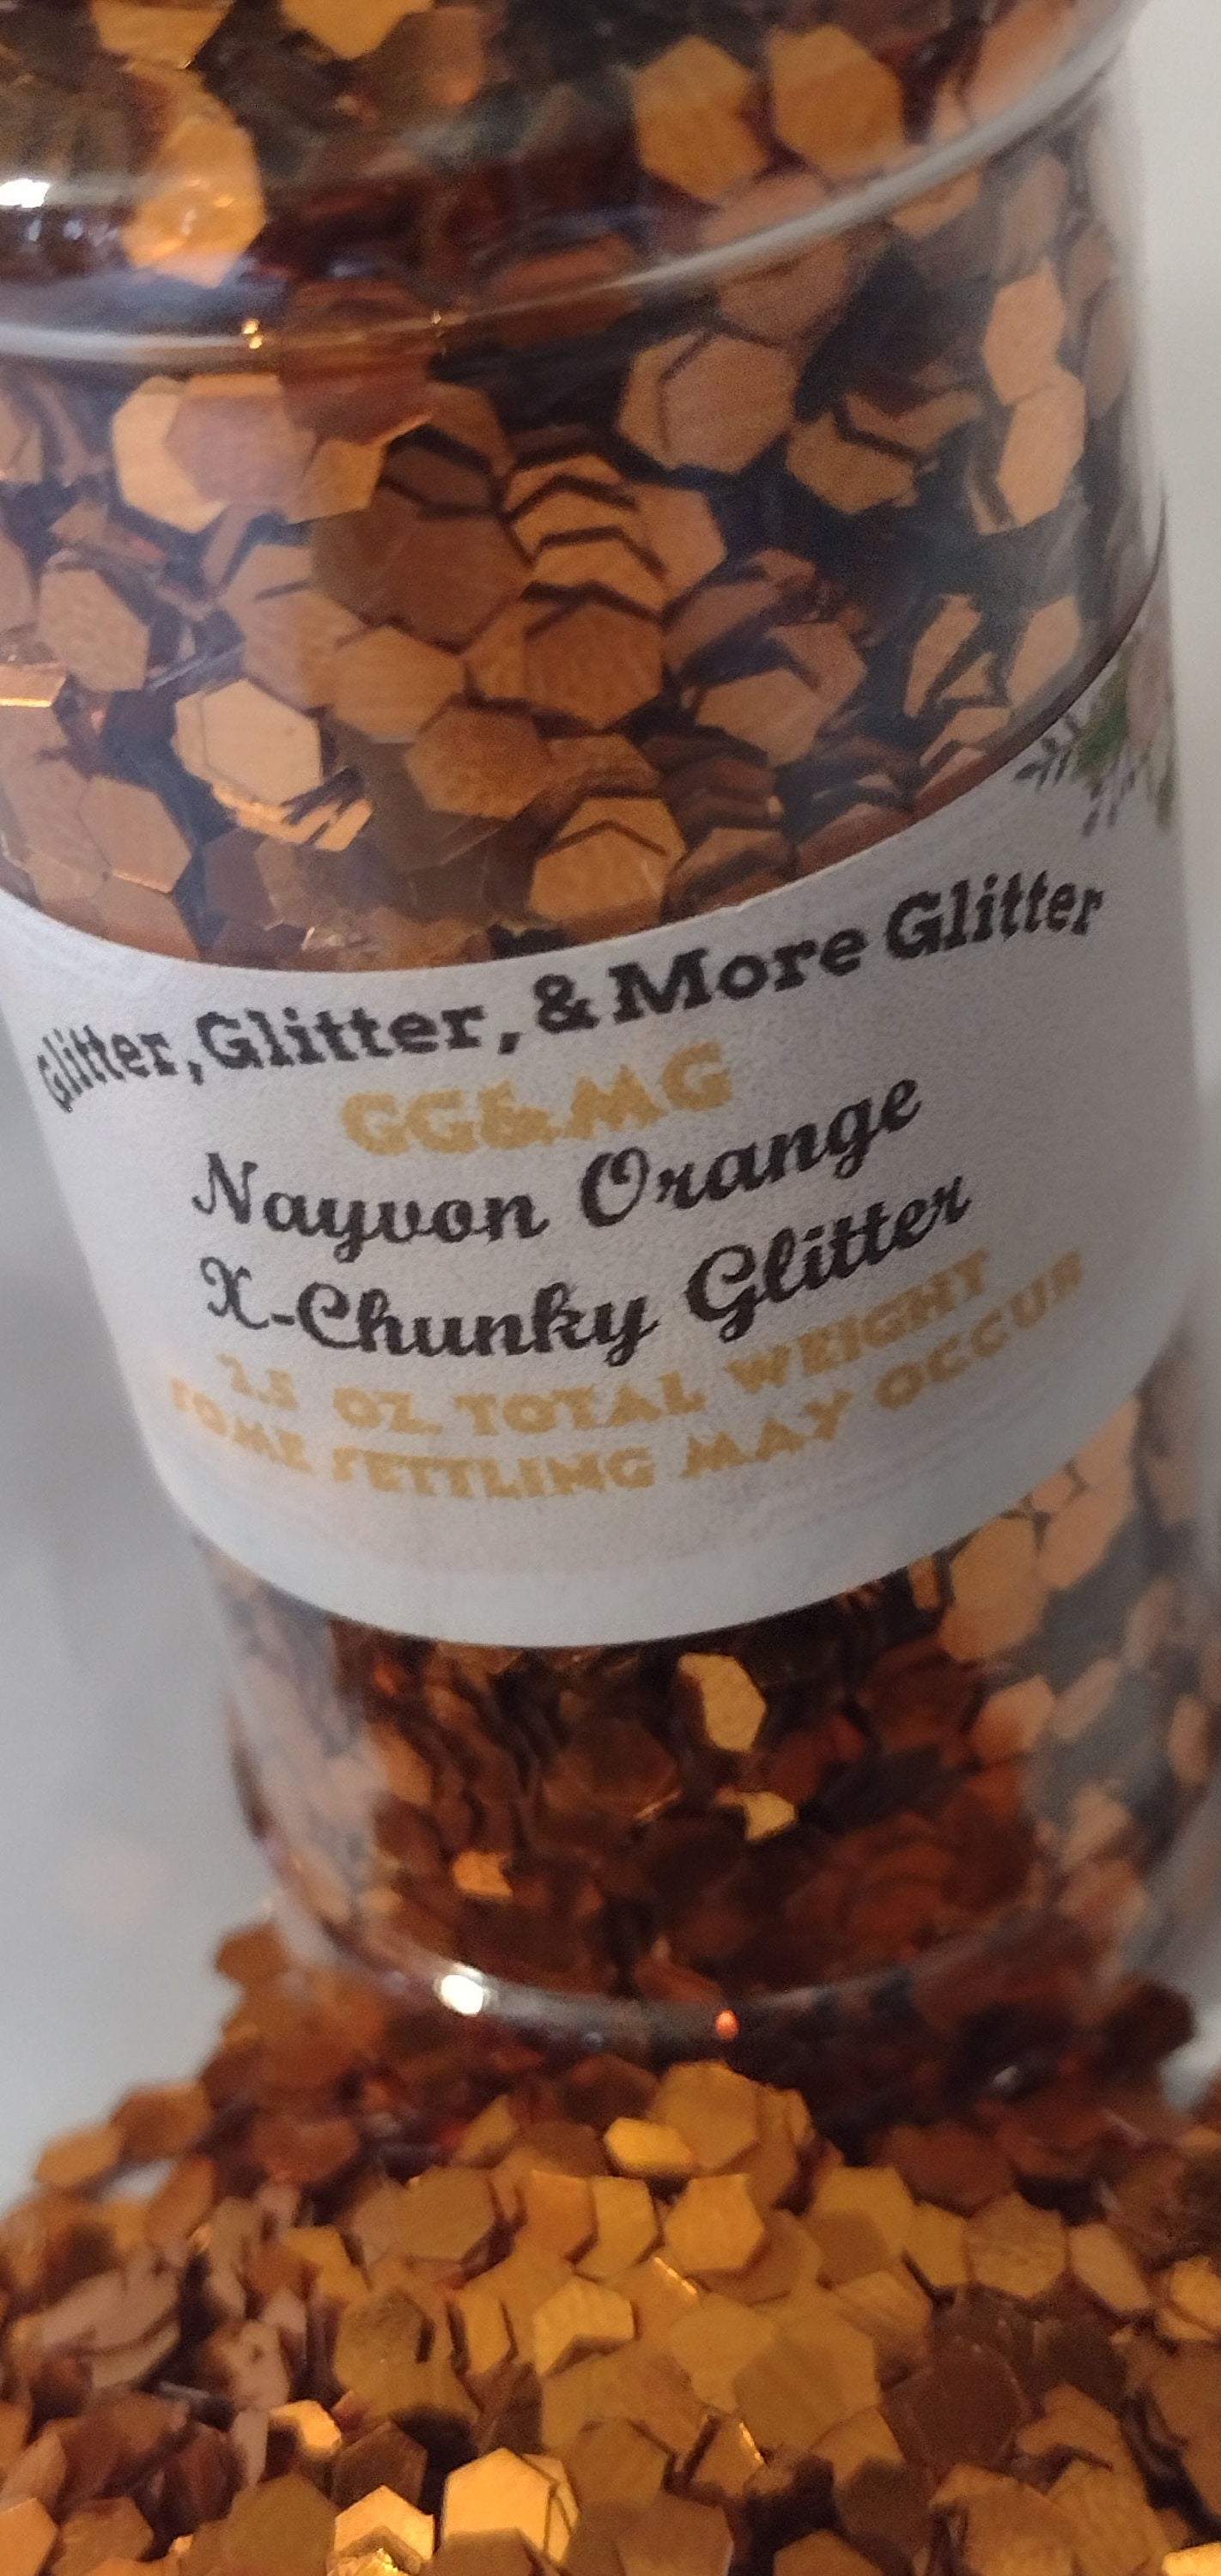 Glitter, Glitter, & More Glitter
GG&MG
Nayvon Orange
X-Chunky Glitter
2.5 OZ. TOTAL WEIGHT
SOME SETTLING MAY OCCUR